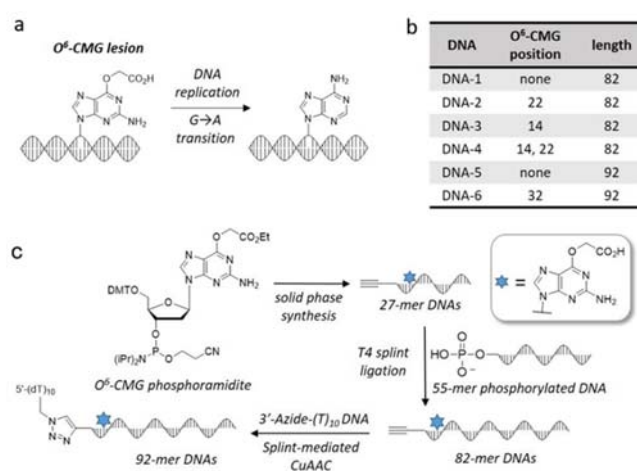 a
b
O⁶-CMG lesion
O
CO₂H
N
N
N
N
NH₂
DNA
replication
G→A
transition
NH₂
N
N
N
N
DNA O⁶-CMG position length
DNA-1 none 82
DNA-2 22 82
DNA-3 14 82
DNA-4 14, 22 82
DNA-5 none 92
DNA-6 32 92
c
O
CO₂Et
N
N
N
N
NH₂
DMTO
O
O
(iPr)₂N
P
O
CN
O⁶-CMG phosphoramidite
solid phase
synthesis
27-mer DNAs
=
O
CO₂H
N
N
N
N
NH₂
T4 splint
ligation
O
HO P O
O⁻
55-mer phosphorylated DNA
82-mer DNAs
3'-Azide-(T)₁₀ DNA
Splint-mediated
CuAAC
5'-(dT)₁₀
N
N=N
92-mer DNAs